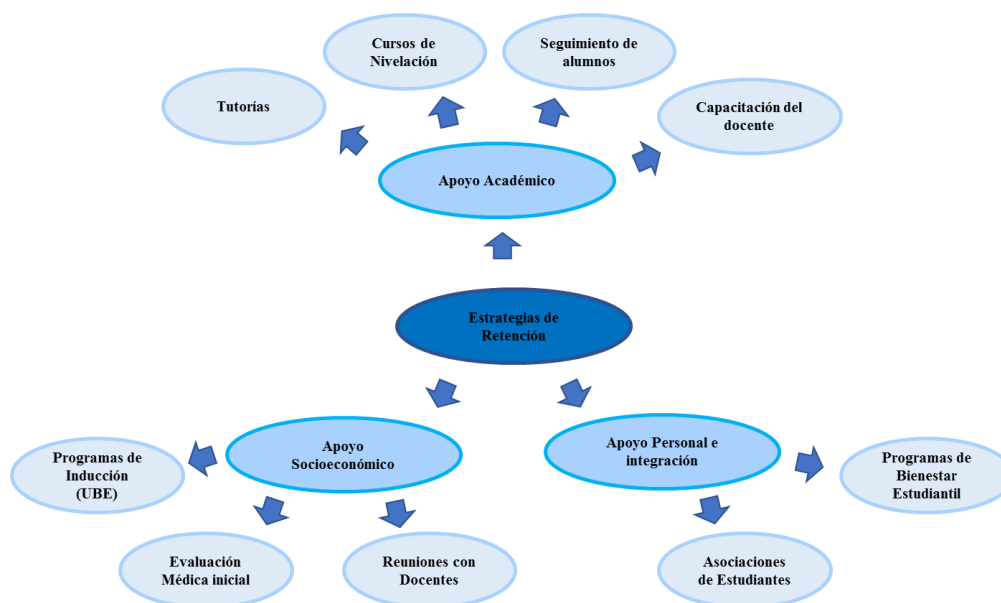 Cursos de
Nivelación
Seguimiento de
alumnos
Tutorías
Capacitación del
docente
Apoyo Académico
Estrategias de
Retención
Apoyo
Socioeconómico
Apoyo Personal e
integración
Programas de
Inducción
(UBE)
Programas de
Bienestar
Estudiantil
Evaluación
Médica inicial
Reuniones con
Docentes
Asociaciones
de Estudiantes